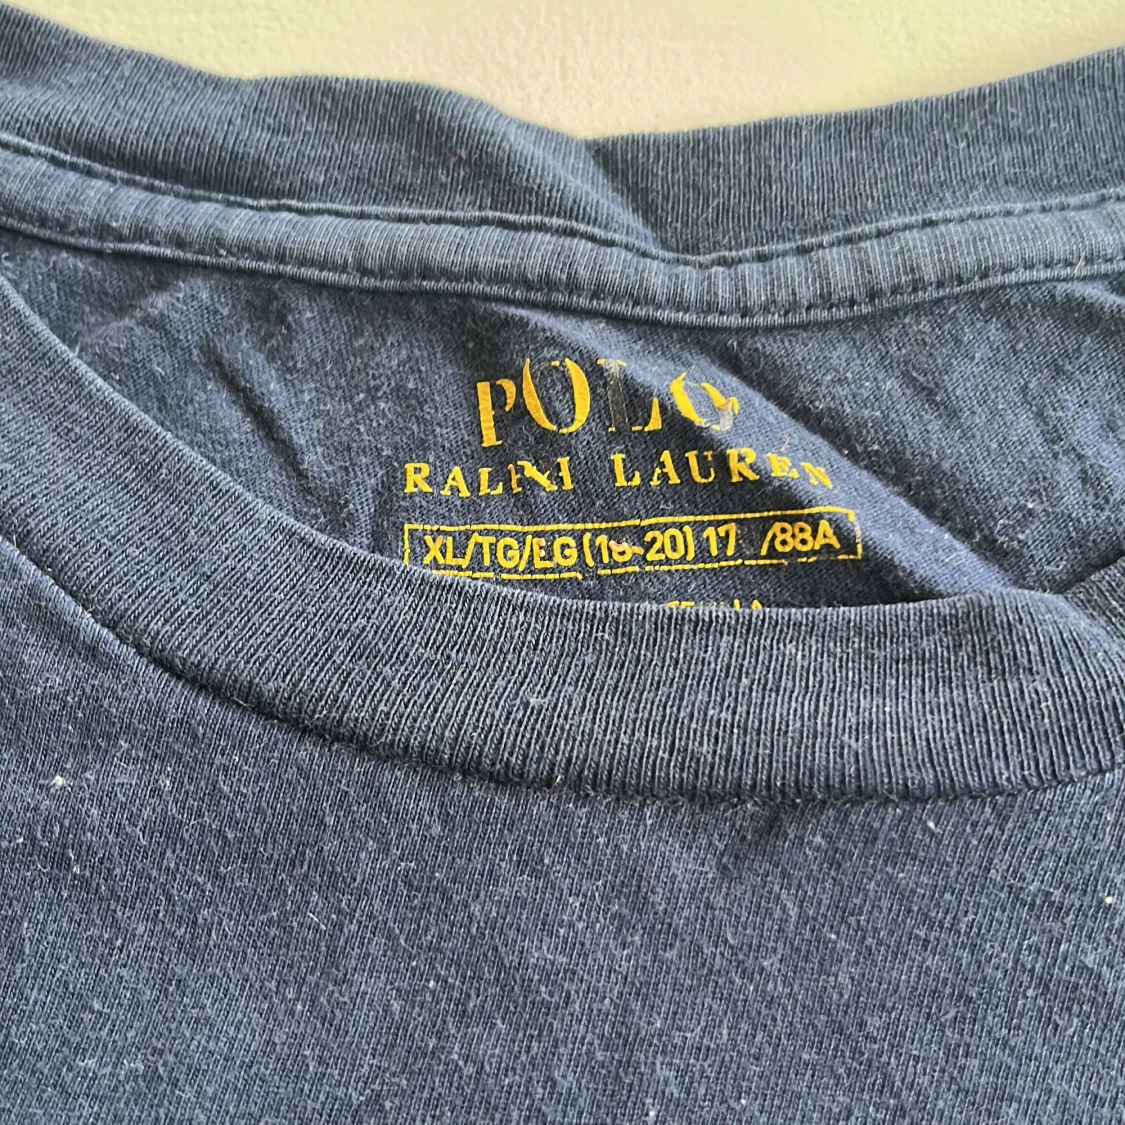 POLO
RALPH LAUREN
XL/TG/EG (18-20) 17 /88A